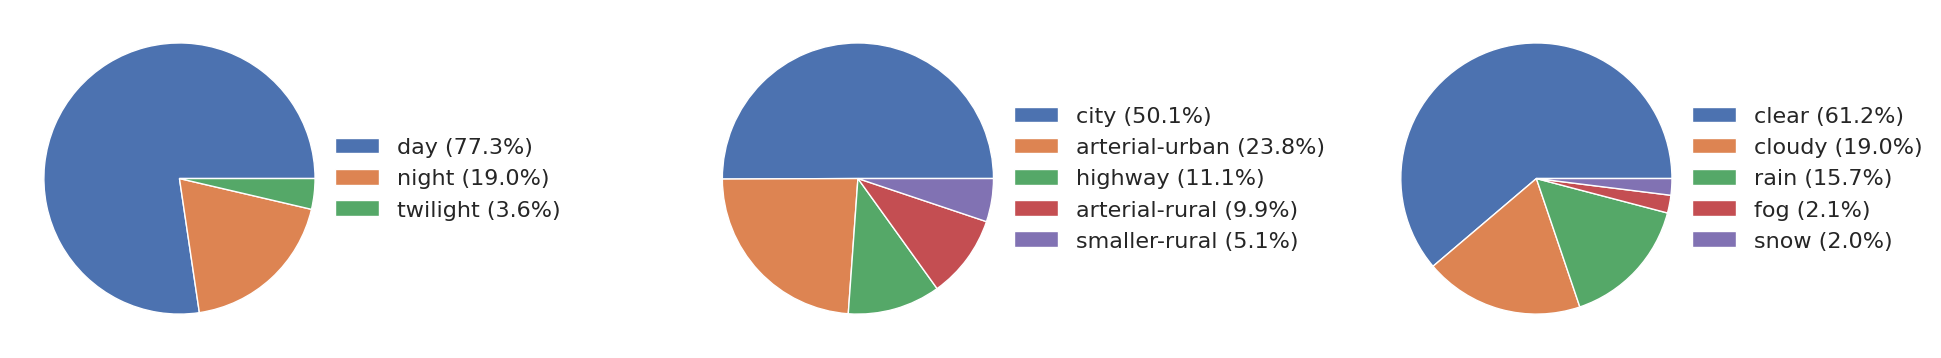 day (77.3%)
night (19.0%)
twilight (3.6%)
city (50.1%)
arterial-urban (23.8%)
highway (11.1%)
arterial-rural (9.9%)
smaller-rural (5.1%)
clear (61.2%)
cloudy (19.0%)
rain (15.7%)
fog (2.1%)
snow (2.0%)